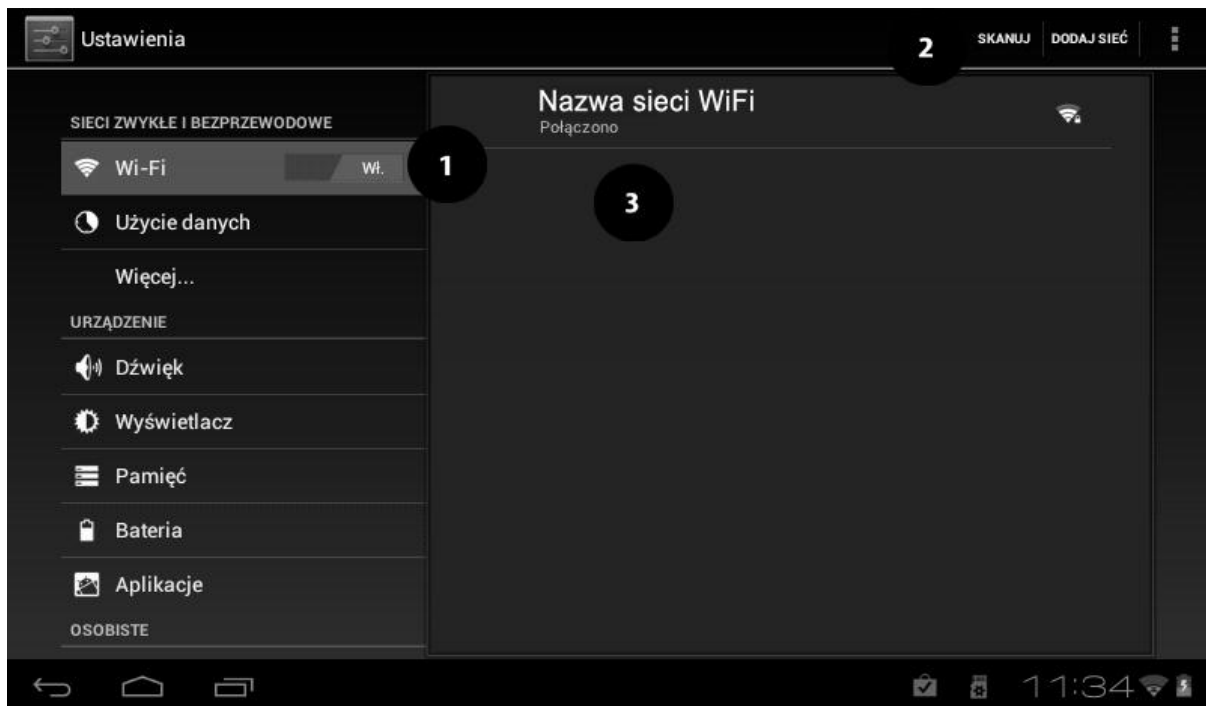 Ustawienia
2
SKANUJ
DODAJ SIEĆ
SIECI ZWYKŁE I BEZPRZEWODOWE
Wi-Fi
Wł.
1
Użycie danych
Więcej...
URZĄDZENIE
Dźwięk
Wyświetlacz
Pamięć
Bateria
Aplikacje
OSOBISTE
Nazwa sieci WiFi
Połączono
3
11:34